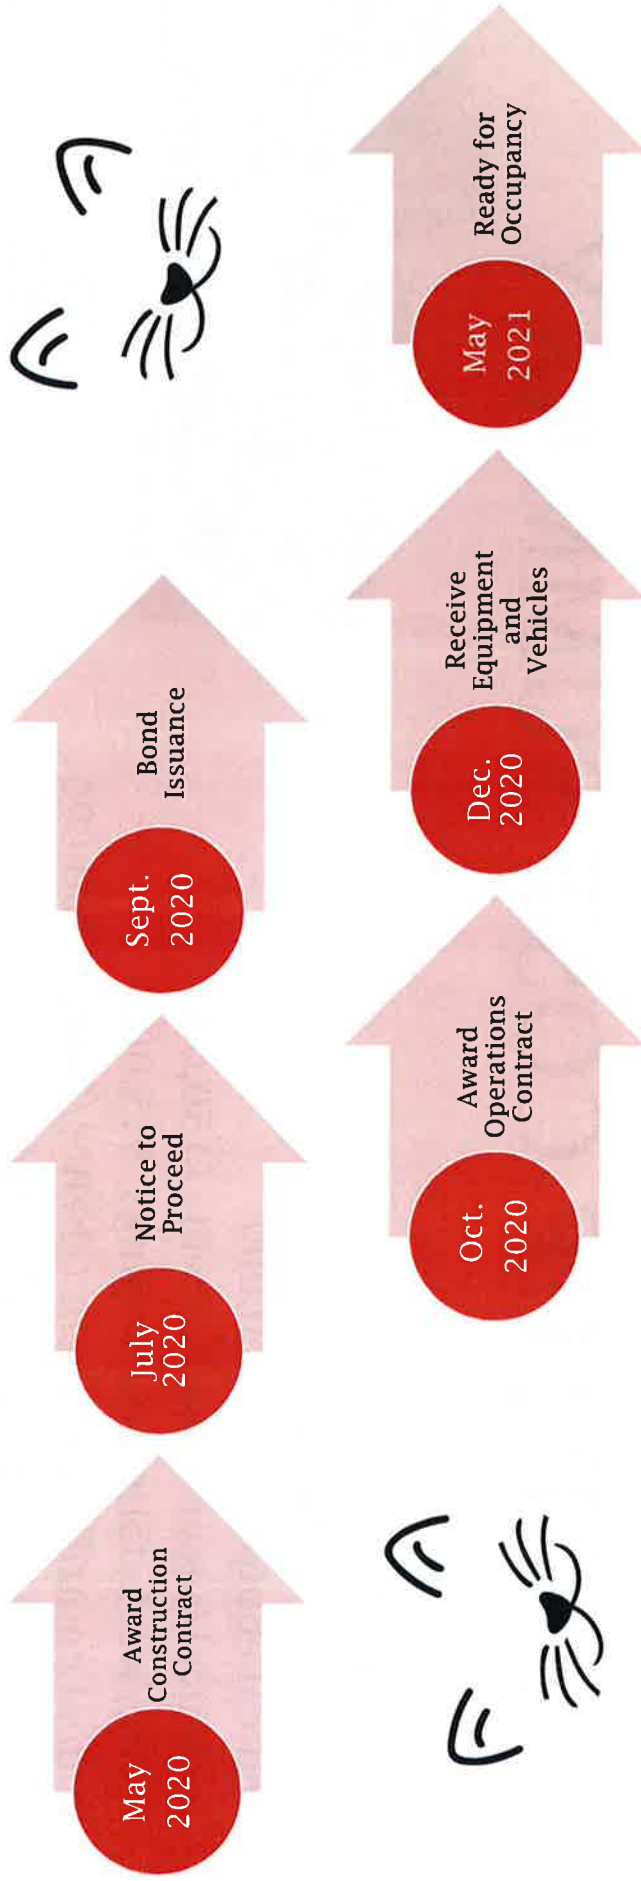 May
2020
Award
Construction
Contract
July
2020
Notice to
Proceed
Sept.
2020
Bond
Issuance
Oct.
2020
Award
Operations
Contract
Dec.
2020
Receive
Equipment
and
Vehicles
May
2021
Ready for
Occupancy